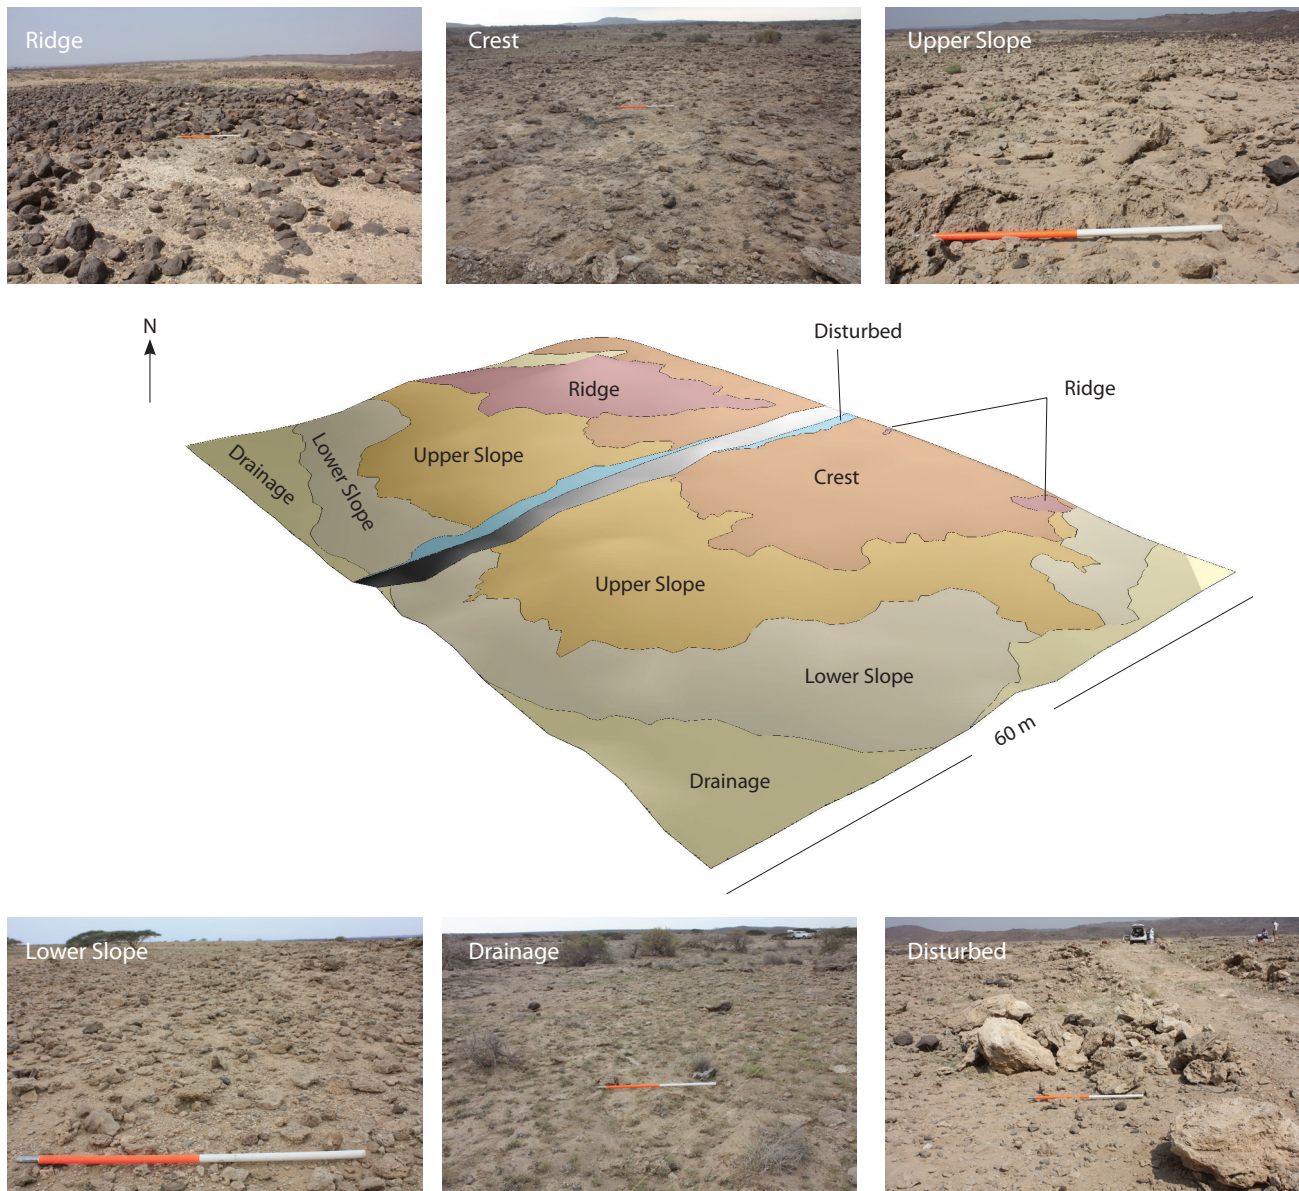 Ridge
Crest
Upper Slope
N
Disturbed
Ridge
Ridge
Lower Slope
Upper Slope
Drainage
Crest
Upper Slope
Lower Slope
60 m
Drainage
Lower Slope
Drainage
Disturbed